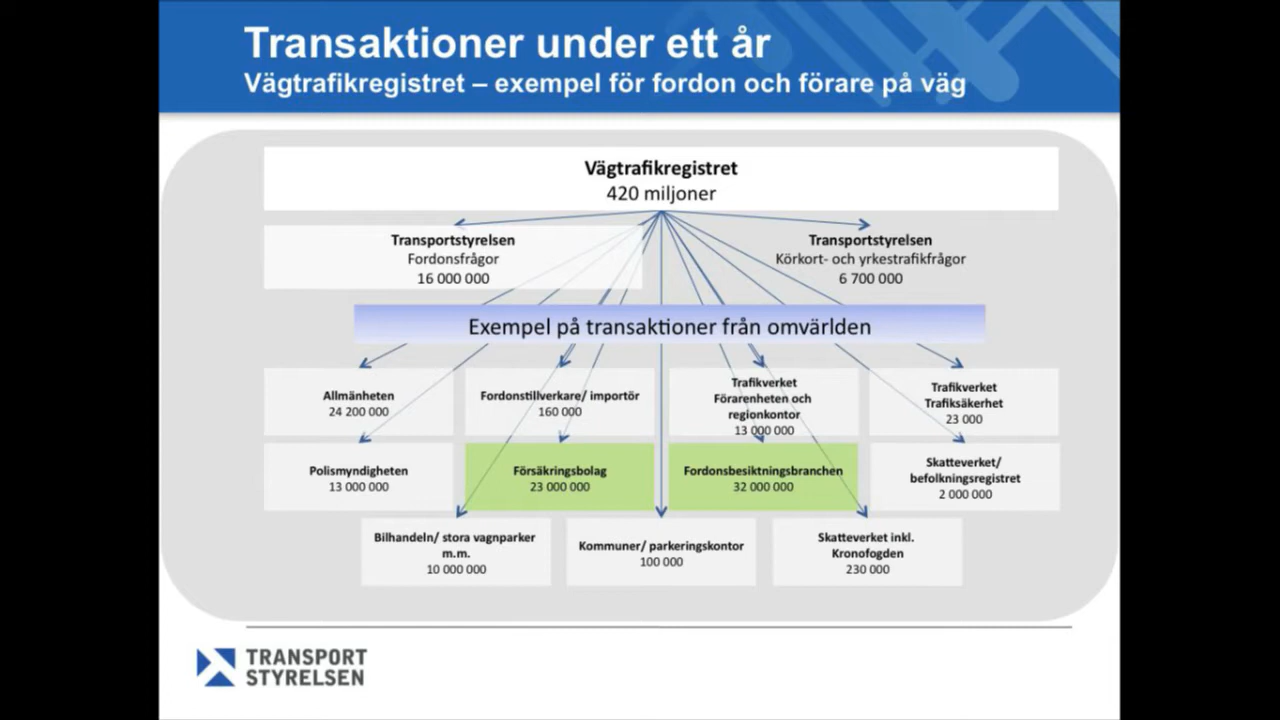 Transaktioner under ett år
Vägtrafikregistret – exempel för fordon och förare på väg
Vägtrafikregistret
420 miljoner
Transportstyrelsen
Fordonsfrågor
16 000 000
Transportstyrelsen
Körkort- och yrkestrafikfrågor
6 700 000
Exempel på transaktioner från omvärlden
Allmänheten
24 200 000
Fordonstillverkare/ importör
160 000
Trafikverket
Förarenheten och
regionkontor
13 000 000
Trafikverket
Trafiksäkerhet
23 000
Polismyndigheten
13 000 000
Försäkringsbolag
23 000 000
Fordonsbesiktningsbranchen
32 000 000
Skatteverket/
befolkningsregistret
2 000 000
Bilhandeln/ stora vagnparker
m.m.
10 000 000
Kommuner/ parkeringskontor
100 000
Skatteverket inkl.
Kronofogden
230 000
TRANSPORT
STYRELSEN